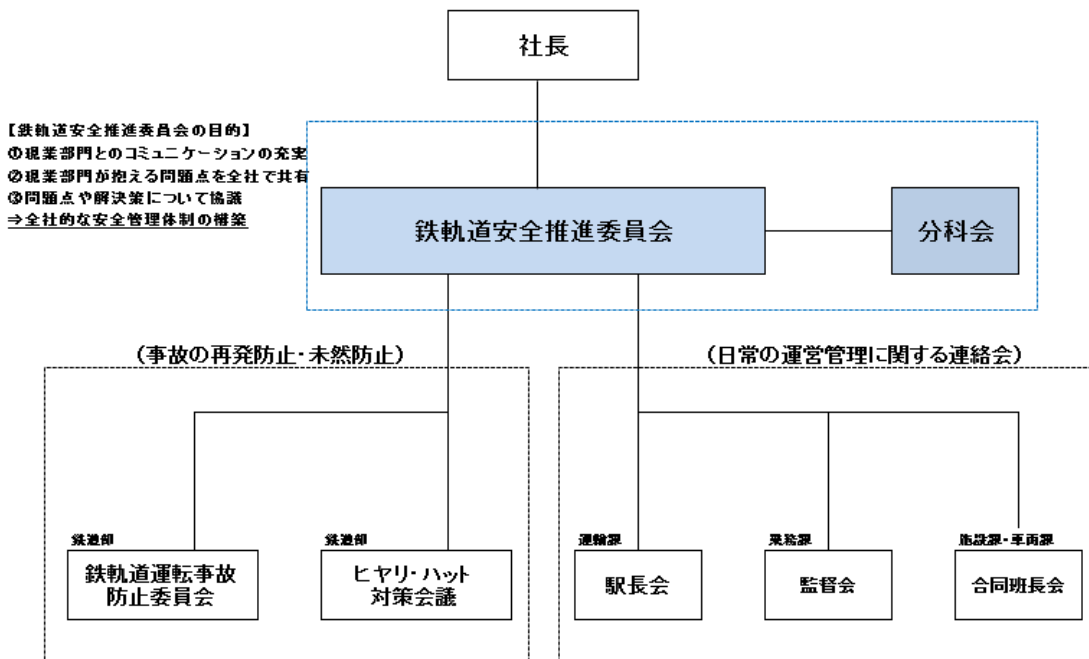 社長
【鉄軌道安全推進委員会の目的】
①現業部門とのコミュニケーションの充実
②現業部門が抱える問題点を全社で共有
③問題点や解決策について協議
⇒全社的な安全管理体制の構築
鉄軌道安全推進委員会
分科会
(事故の再発防止・未然防止)
(日常の運営管理に関する連絡会)
鉄道部
鉄軌道運転事故
防止委員会
鉄道部
ヒヤリ・ハット
対策会議
運輸課
駅長会
乗務課
監督会
施設課・車両課
合同班長会